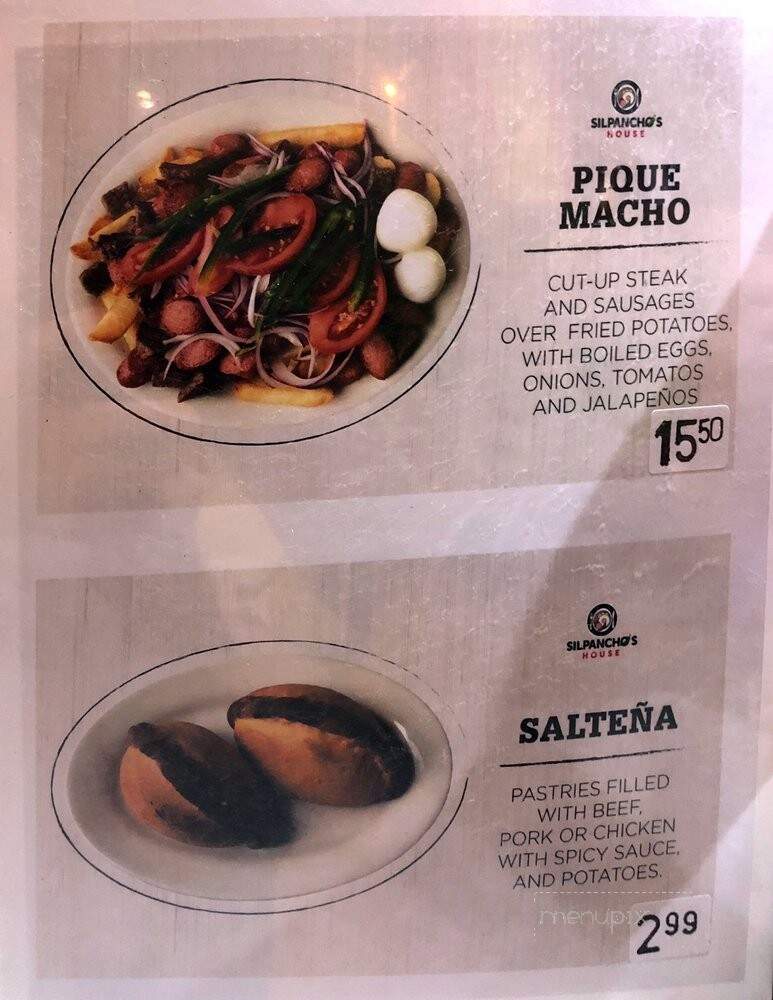 SILPANCHO'S
HOUSE
PIQUE
MACHO
CUT-UP STEAK
AND SAUSAGES
OVER FRIED POTATOES,
WITH BOILED EGGS,
ONIONS, TOMATOS
AND JALAPEÑOS
1550
SILPANCHO'S
HOUSE
SALTEÑA
PASTRIES FILLED
WITH BEEF,
PORK OR CHICKEN
WITH SPICY SAUCE,
AND POTATOES.
menupix
299